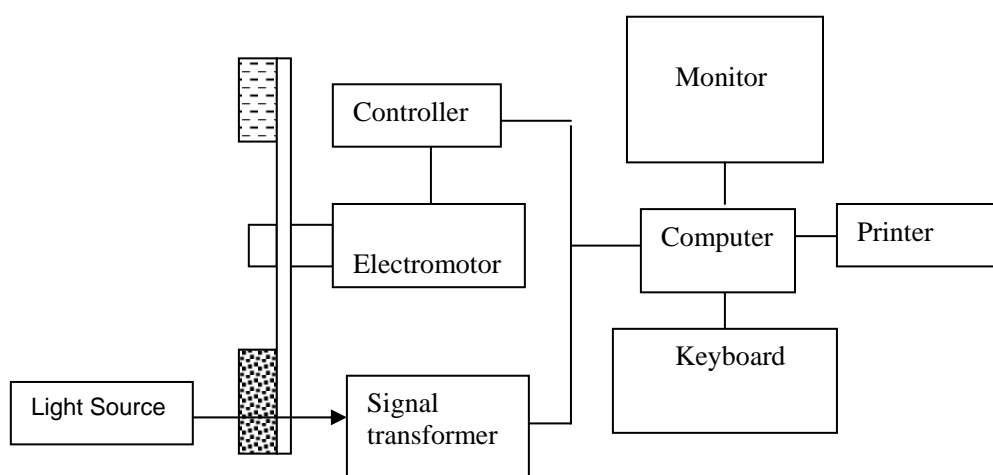 Monitor
Controller
Computer
Printer
Electromotor
Keyboard
Light Source
Signal
transformer